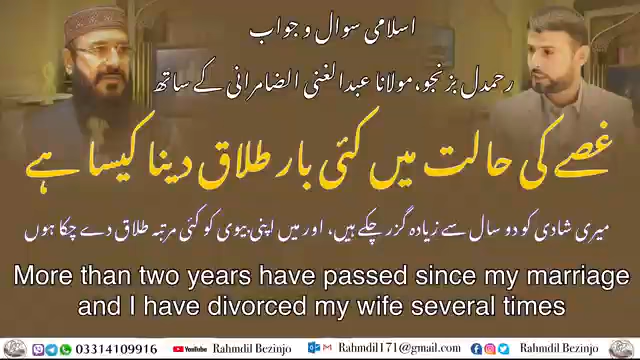 اسلامی سوال و جواب
رحمدل بزنجو، مولانا عبدالغنی الضامرانی کے ساتھ
غصے کی حالت میں کئی بار طلاق دینا کیسا ہے
میری شادی کو دو سال سے زیادہ گزر چکے ہیں، اور میں اپنی بیوی کو کئی مرتبہ طلاق دے چکا ہوں
More than two years have passed since my marriage
and I have divorced my wife several times
03314109916 YouTube Rahmdil Bezinjo Rahmdil171@gmail.com Rahmdil Bezinjo